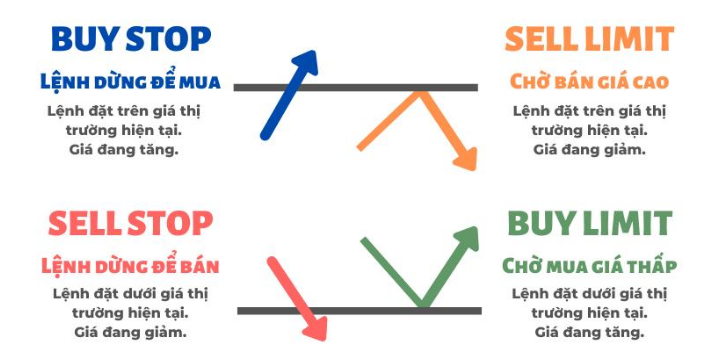 BUY STOP
LỆNH DỪNG ĐỂ MUA
Lệnh đặt trên giá thị
trường hiện tại.
Giá đang tăng.
SELL LIMIT
CHỜ BÁN GIÁ CAO
Lệnh đặt trên giá thị
trường hiện tại.
Giá đang giảm.
SELL STOP
LỆNH DỪNG ĐỂ BÁN
Lệnh đặt dưới giá thị
trường hiện tại.
Giá đang giảm.
BUY LIMIT
CHỜ MUA GIÁ THẤP
Lệnh đặt dưới giá thị
trường hiện tại.
Giá đang tăng.